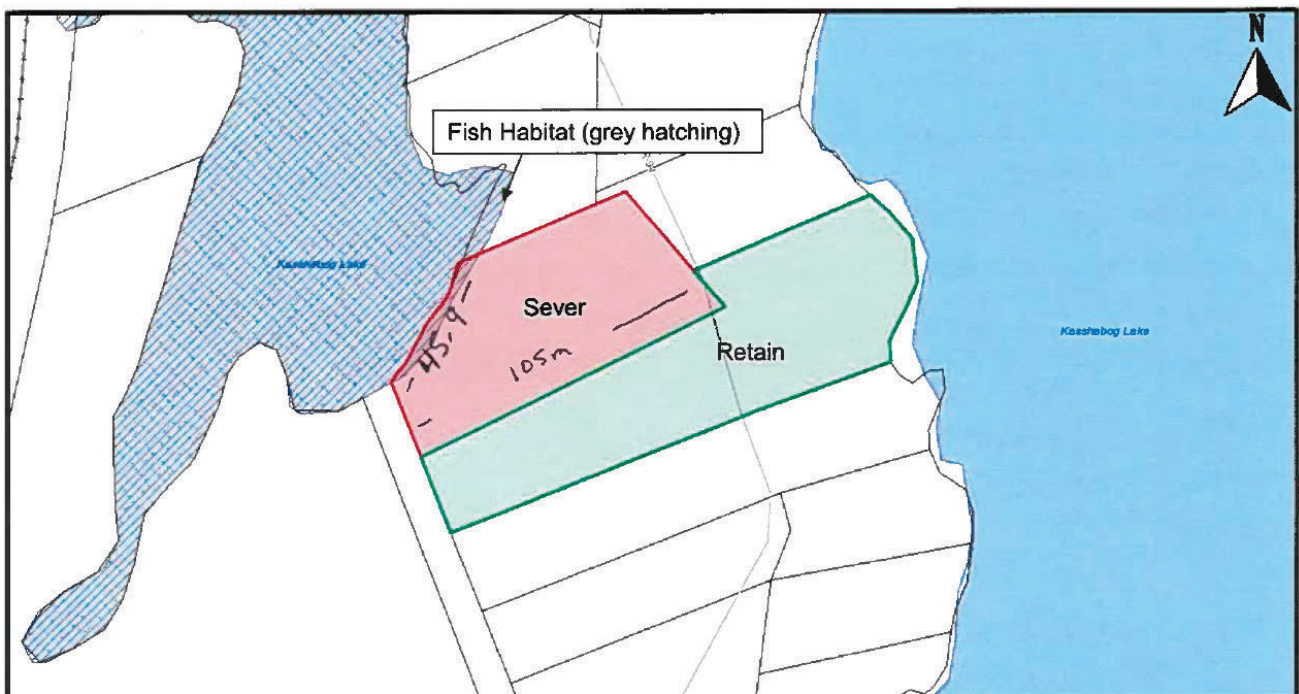 N
Fish Habitat (grey hatching)
Kasshabog Lake
Sever
45.9
105m
Retain
Kasshabog Lake